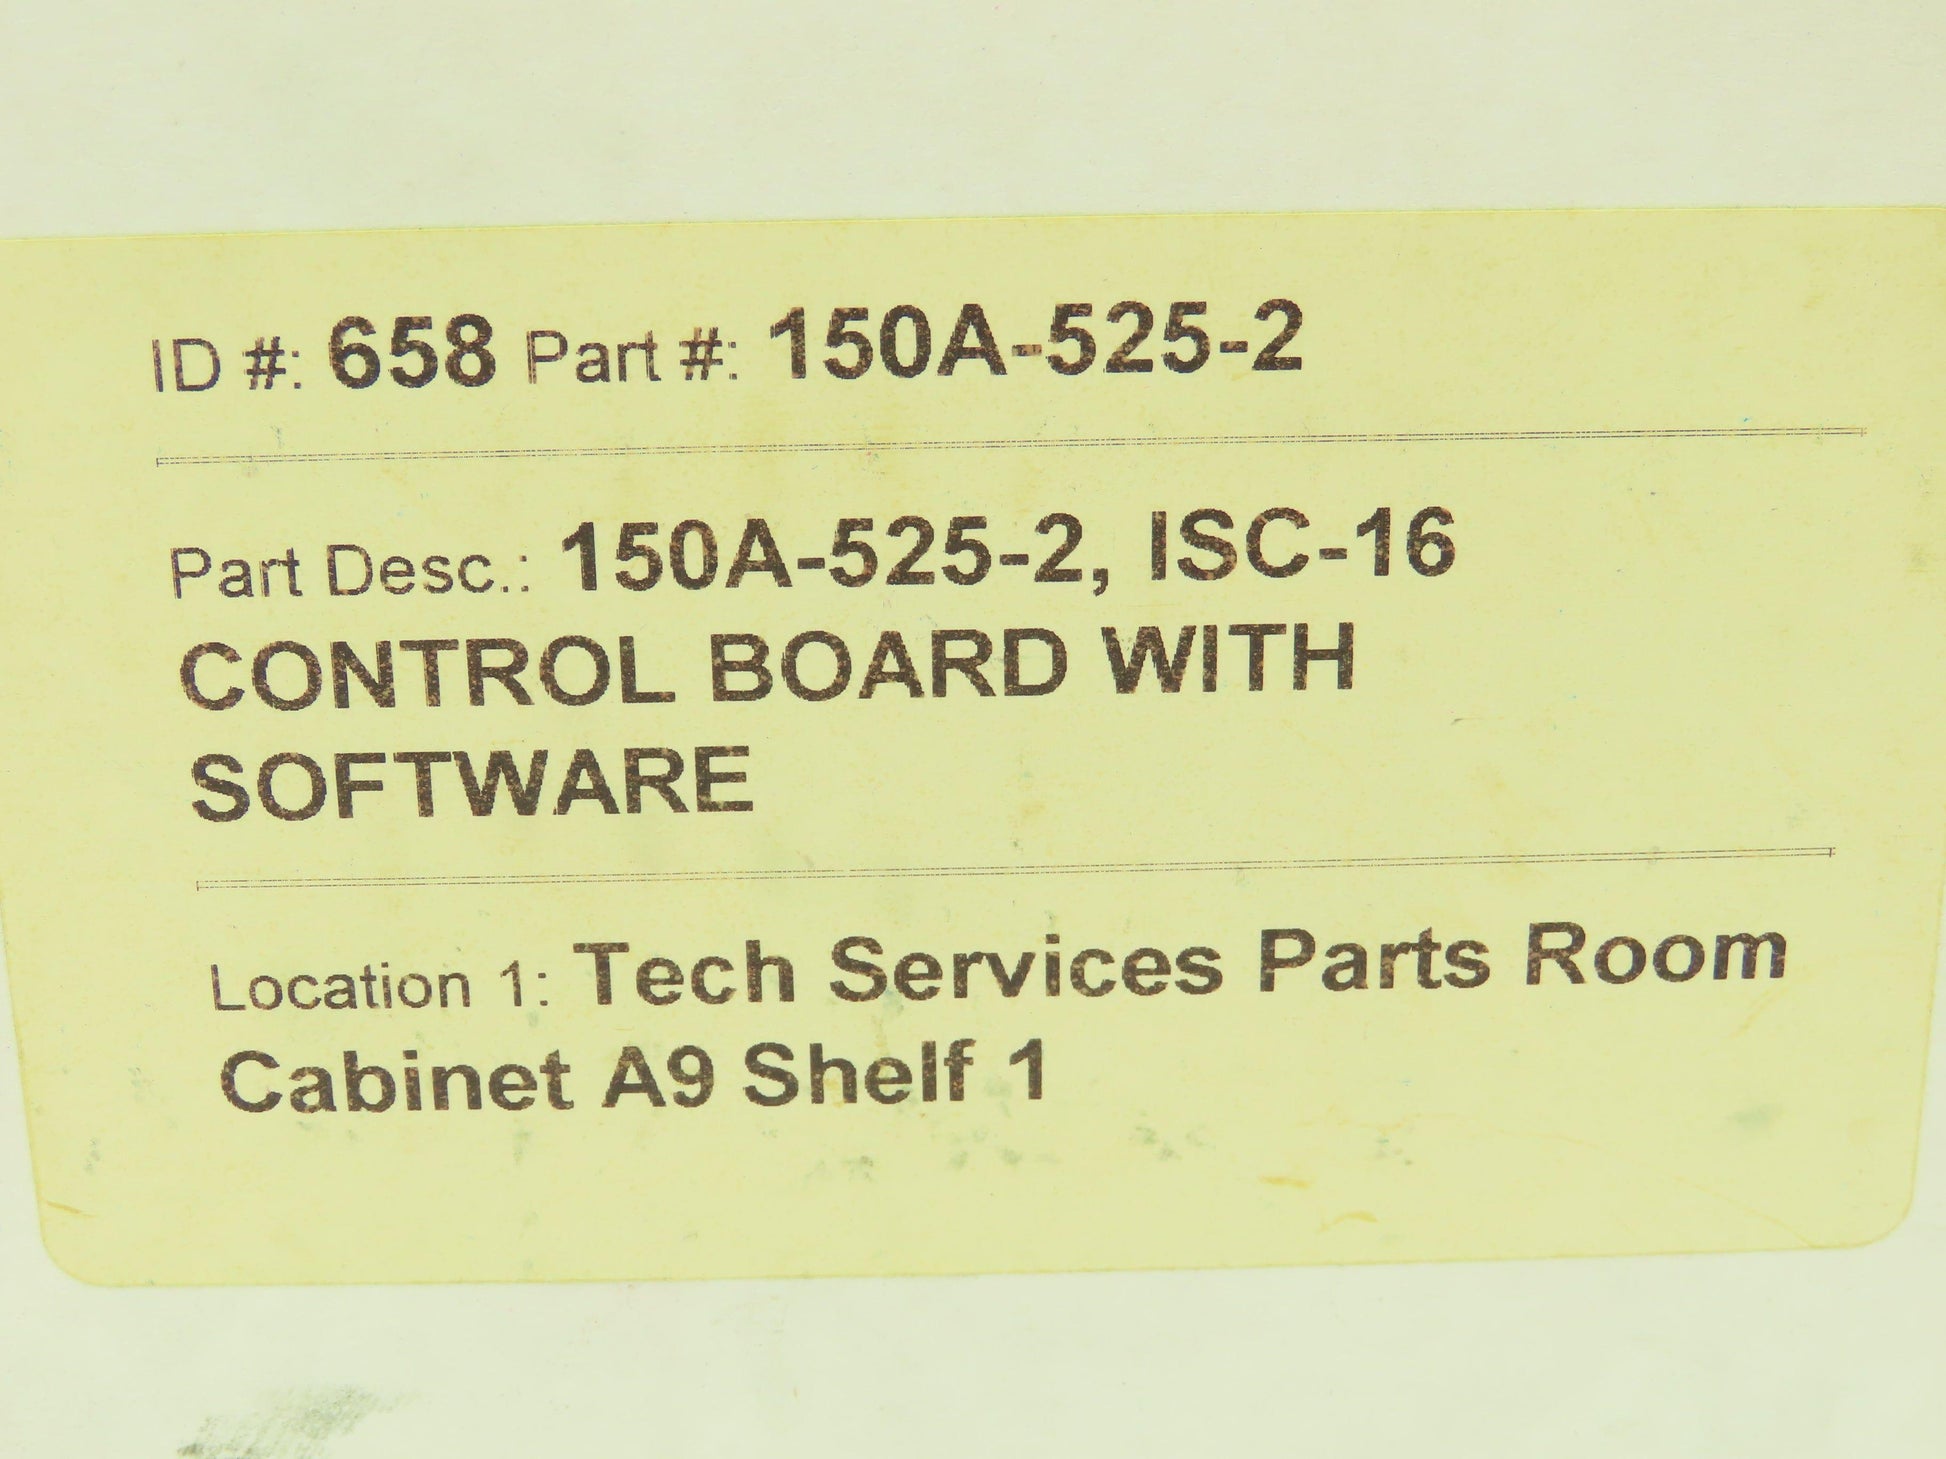 ID #: 658 Part #: 150A-525-2
Part Desc.: 150A-525-2, ISC-16
CONTROL BOARD WITH
SOFTWARE
Location 1: Tech Services Parts Room
Cabinet A9 Shelf 1